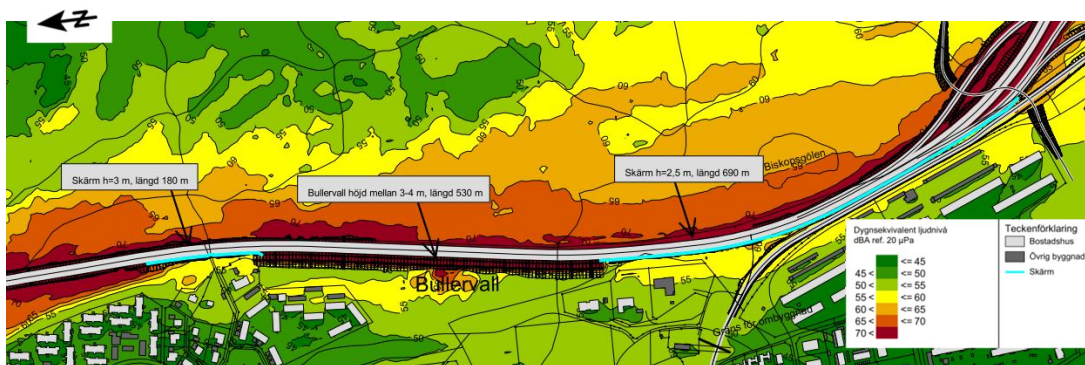 N
Skärm h=3 m, längd 180 m
Bullervall höjd mellan 3-4 m, längd 530 m
Skärm h=2,5 m, längd 690 m
Biskopsgölen
Bullervall
Gräns för ombyggnad
Dygnsekvivalent ljudnivå
dBA ref. 20 µPa
<= 45
45 < <= 50
50 < <= 55
55 < <= 60
60 < <= 65
65 < <= 70
70 <
Teckenförklaring
Bostadshus
Övrig byggnad
Skärm